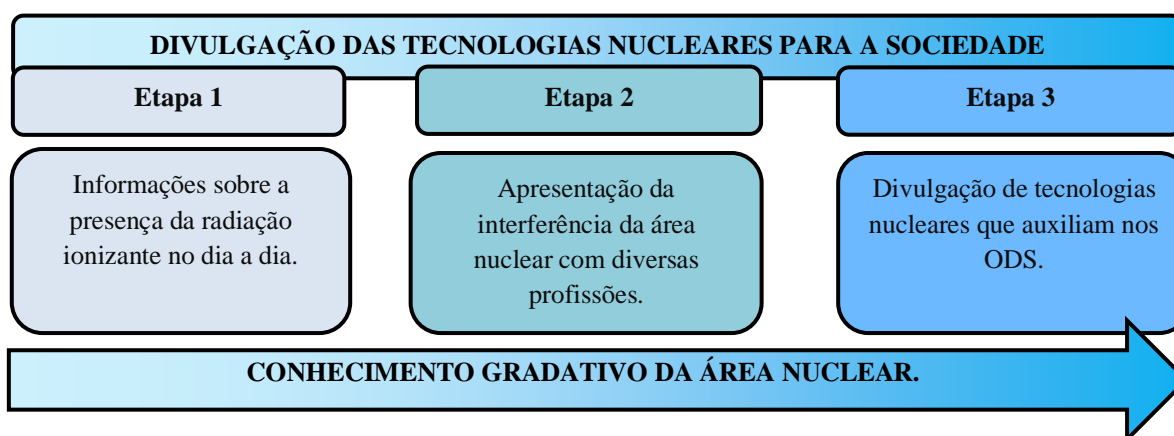 DIVULGAÇÃO DAS TECNOLOGIAS NUCLEARES PARA A SOCIEDADE
Etapa 1
Informações sobre a
presença da radiação
ionizante no dia a dia.
Etapa 2
Apresentação da
interferência da área
nuclear com diversas
profissões.
Etapa 3
Divulgação de tecnologias
nucleares que auxiliam nos
ODS.
CONHECIMENTO GRADATIVO DA ÁREA NUCLEAR.